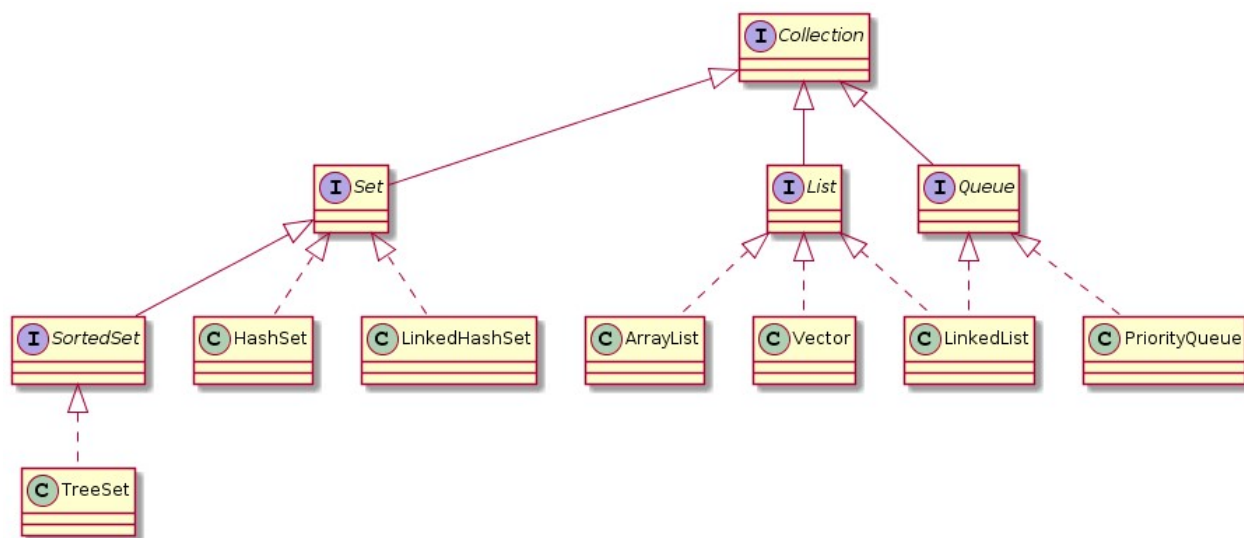 I Collection
I Set
I List
I Queue
I SortedSet
C HashSet
C LinkedHashSet
C ArrayList
C Vector
C LinkedList
C PriorityQueue
C TreeSet